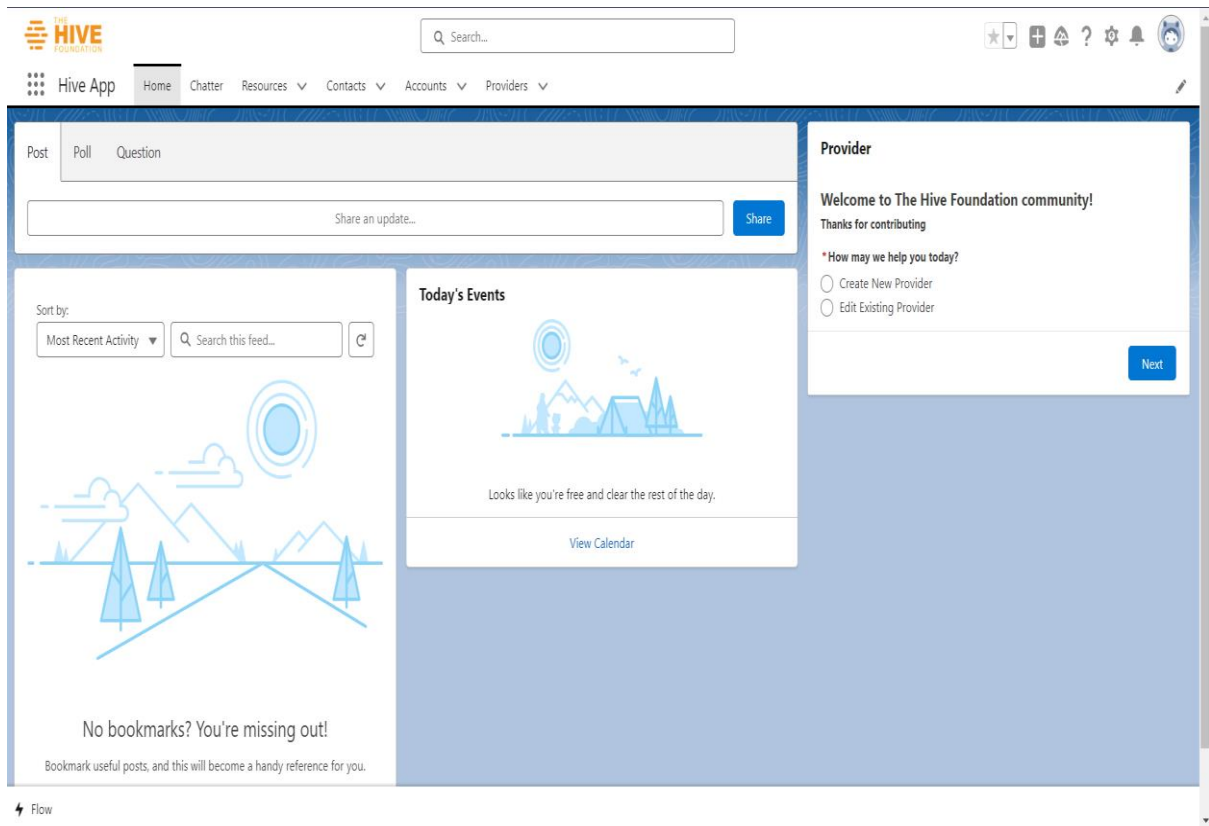 THE
HIVE
FOUNDATION
Search...
Hive App
Home
Chatter
Resources
Contacts
Accounts
Providers
Post
Poll
Question
Share an update...
Share
Sort by:
Most Recent Activity
Search this feed...
No bookmarks? You're missing out!
Bookmark useful posts, and this will become a handy reference for you.
Today's Events
Looks like you're free and clear the rest of the day.
View Calendar
Provider
Welcome to The Hive Foundation community!
Thanks for contributing
*How may we help you today?
Create New Provider
Edit Existing Provider
Next
Flow